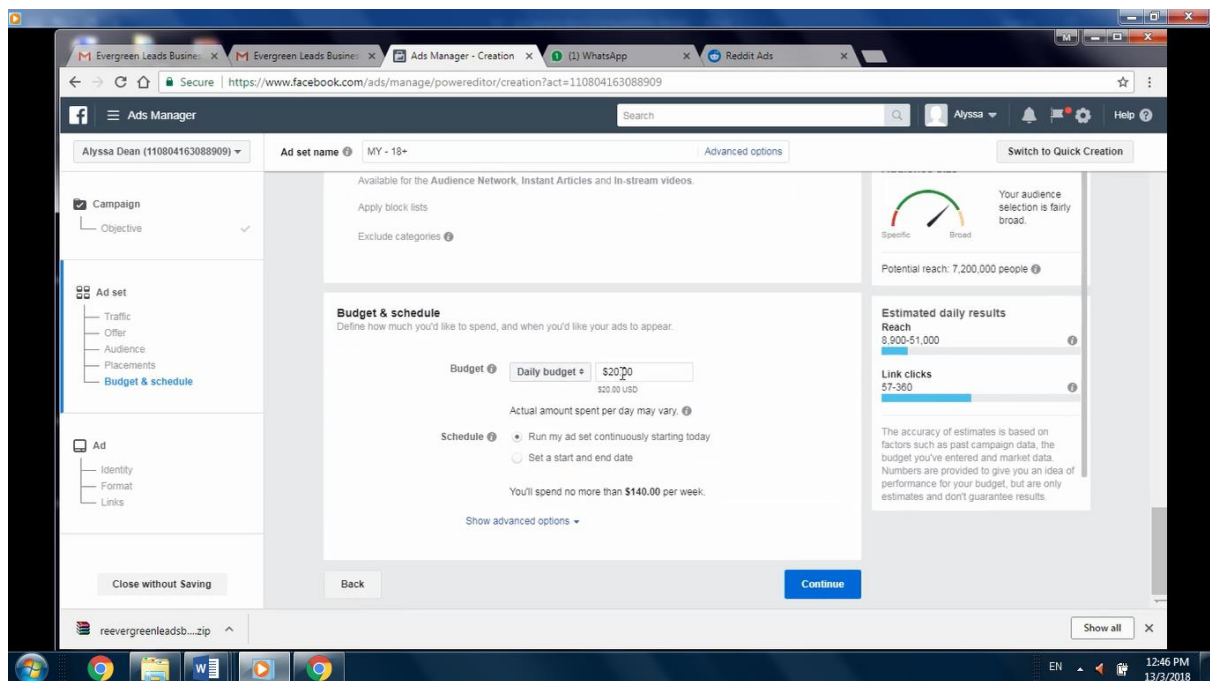 Evergreen Leads Busine
Evergreen Leads Busine
Ads Manager - Creation
(1) WhatsApp
Reddit Ads
M
Secure | https://www.facebook.com/ads/manage/powereditor/creation?act=110804163088909
Ads Manager
Search
Alyssa
Help
Alyssa Dean (110804163088909)
Ad set name
MY - 18+
Advanced options
Switch to Quick Creation
Campaign
Objective
Ad set
Traffic
Offer
Audience
Placements
Budget & schedule
Ad
Identity
Format
Links
Close without Saving
Available for the Audience Network, Instant Articles and In-stream videos.
Apply block lists
Exclude categories
Budget & schedule
Define how much you'd like to spend, and when you'd like your ads to appear.
Budget
Daily budget
$20.00
$20.00 USD
Actual amount spent per day may vary.
Schedule
Run my ad set continuously starting today
Set a start and end date
You'll spend no more than $140.00 per week.
Show advanced options
Back
Continue
Your audience
selection is fairly
broad.
Specific
Broad
Potential reach: 7,200,000 people
Estimated daily results
Reach
8,900-51,000
Link clicks
57-360
The accuracy of estimates is based on
factors such as past campaign data, the
budget you've entered and market data.
Numbers are provided to give you an idea of
performance for your budget, but are only
estimates and don't guarantee results.
reevergreenleadsb....zip
Show all
EN
12:46 PM
13/3/2018